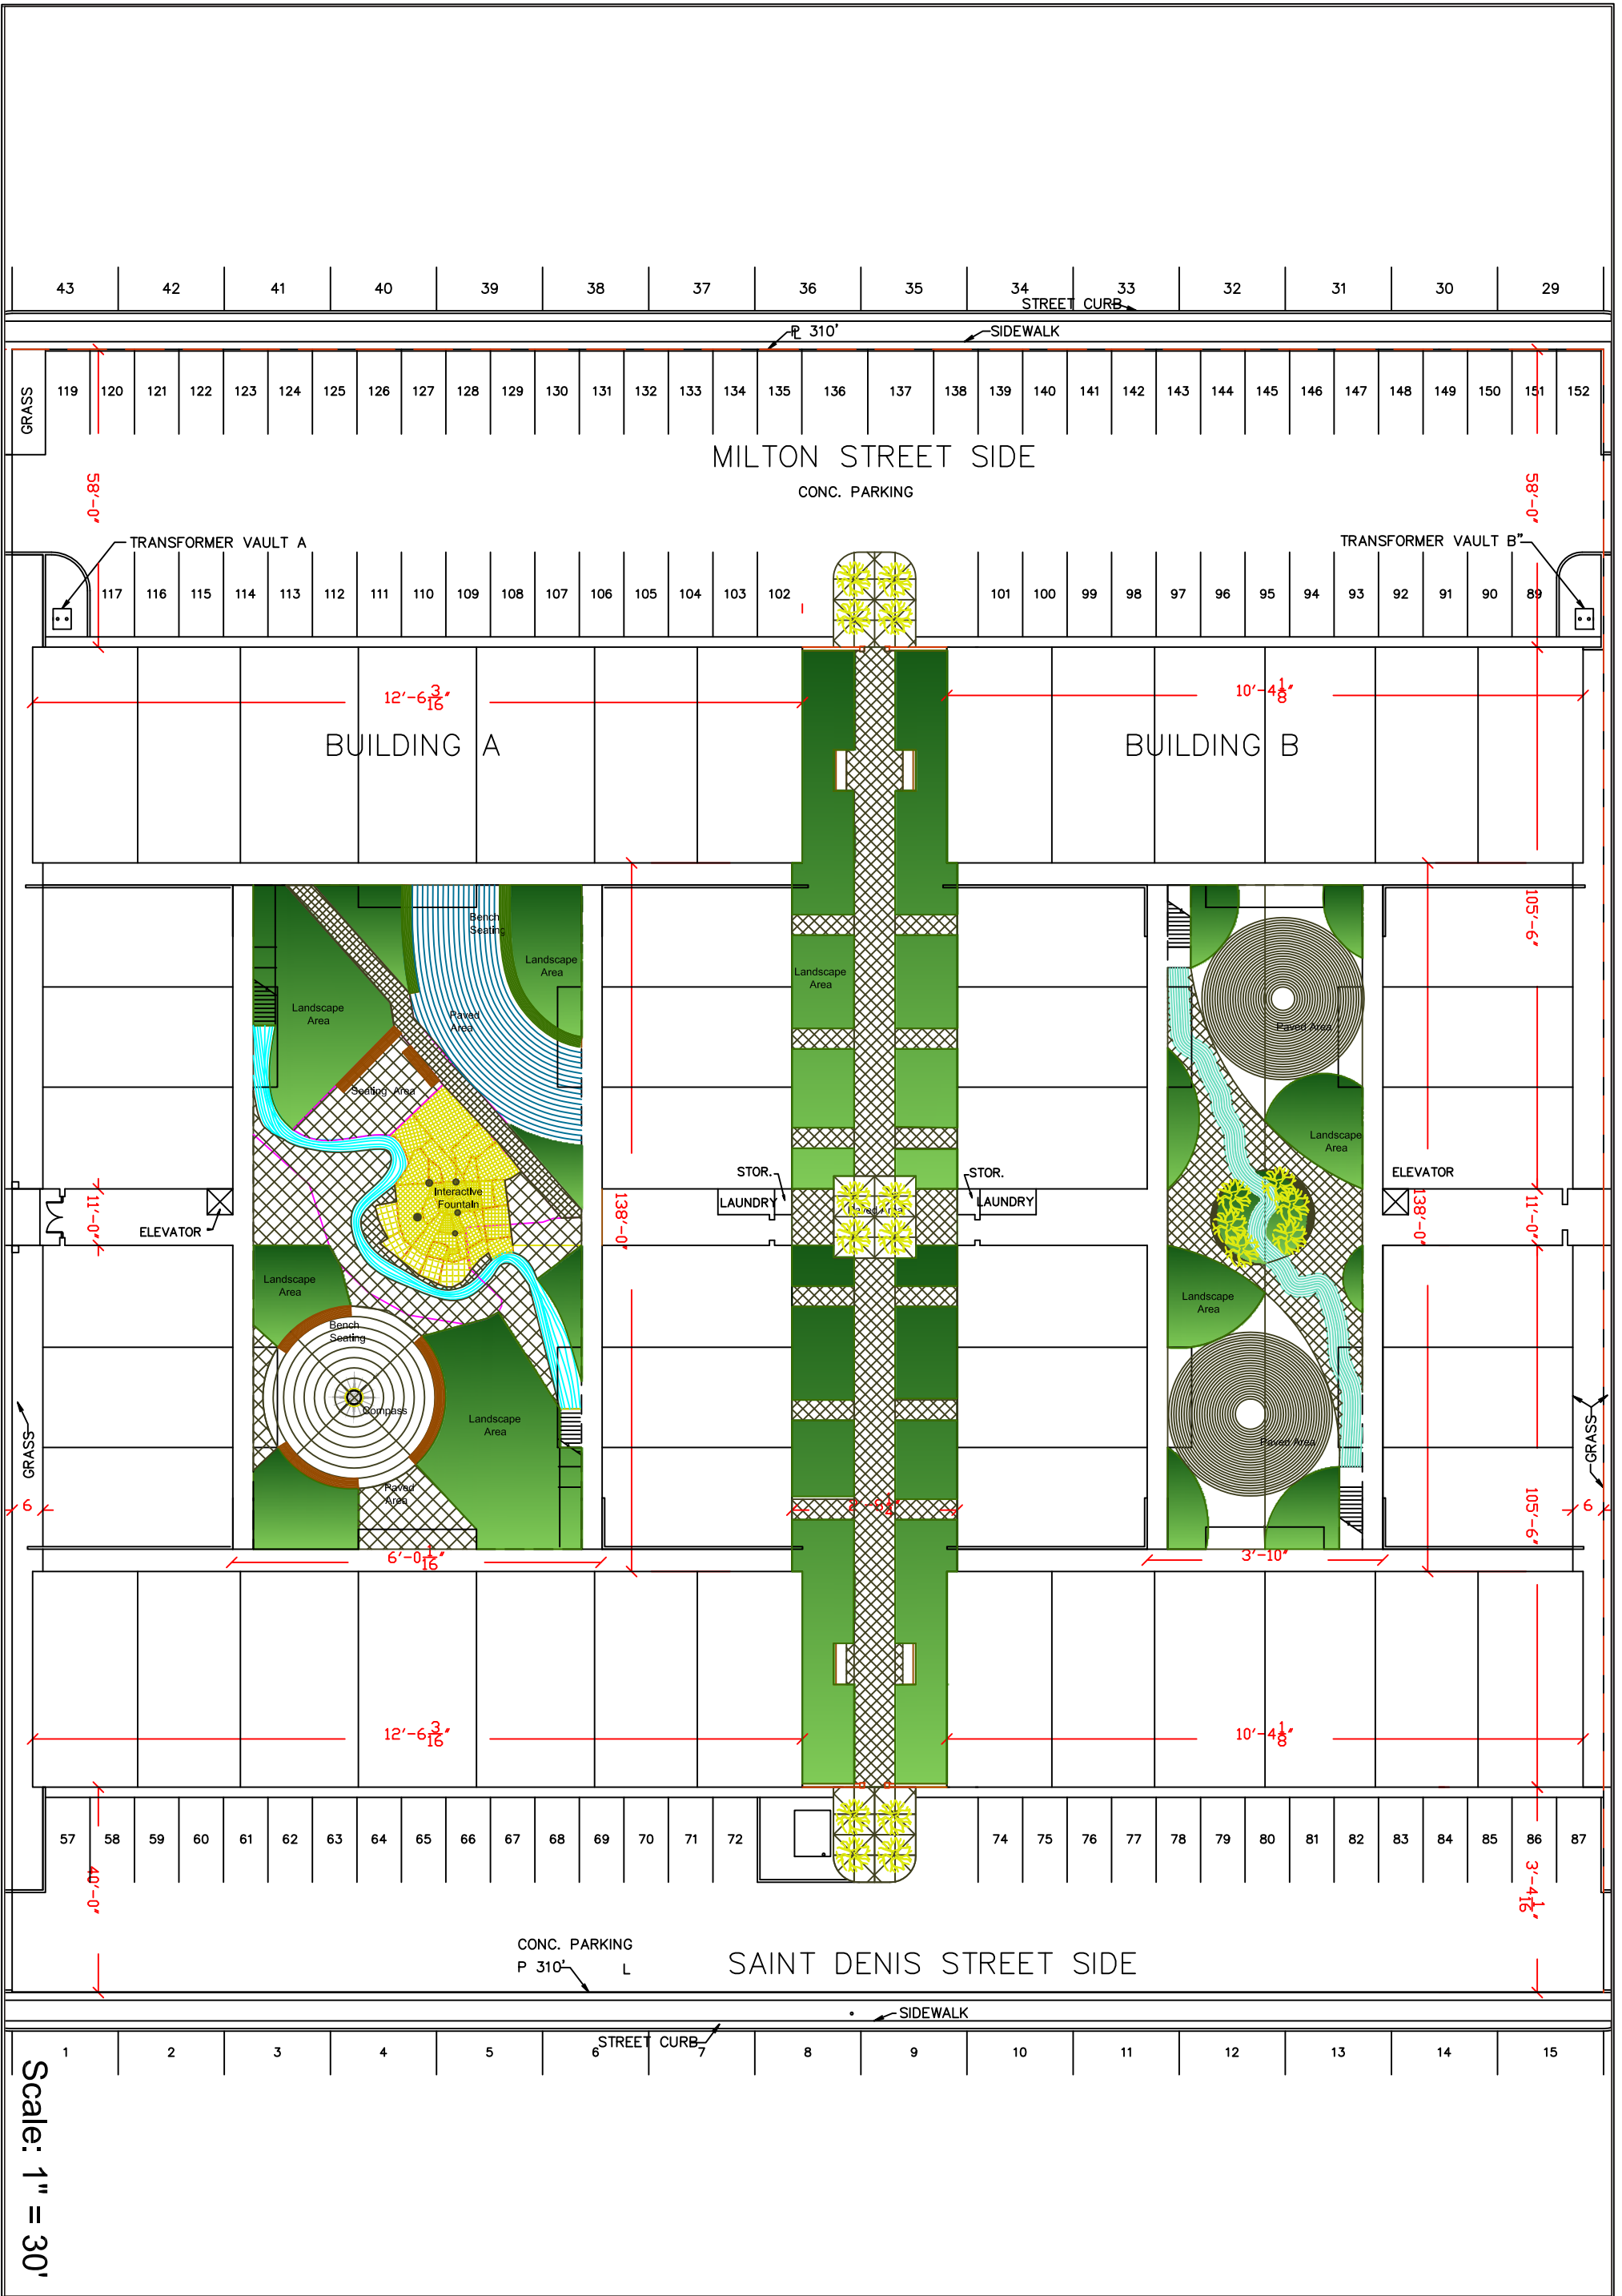 43 42 41 40 39 38 37 36 35 34 33 32 31 30 29
STREET CURB
PL 310' SIDEWALK
GRASS
119 120 121 122 123 124 125 126 127 128 129 130 131 132 133 134 135 136 137 138 139 140 141 142 143 144 145 146 147 148 149 150 151 152
MILTON STREET SIDE
CONC. PARKING
58'-0" 58'-0"
TRANSFORMER VAULT A TRANSFORMER VAULT B"
117 116 115 114 113 112 111 110 109 108 107 106 105 104 103 102 101 100 99 98 97 96 95 94 93 92 91 90 89
12'-6 3/16" 10'-4 1/8"
BUILDING A BUILDING B
105'-6"
Bench
Seating
Landscape
Area
Landscape
Area
Landscape
Area
Paved
Area
Paved Area
Seating Area
Landscape
Area
STOR. STOR.
LAUNDRY LAUNDRY
Interactive
Fountain
Paved Area
ELEVATOR ELEVATOR
11'-0" 138'-0" 138'-0" 11'-0"
Landscape
Area
Landscape
Area
Bench
Seating
Compass
Landscape
Area
Paved Area
GRASS GRASS
Paved
Area
6 6
105'-6"
6'-0 1/16" 3'-10"
12'-6 3/16" 10'-4 1/8"
57 58 59 60 61 62 63 64 65 66 67 68 69 70 71 72 74 75 76 77 78 79 80 81 82 83 84 85 86 87
40'-0" 3'-4 1/16"
CONC. PARKING
P 310' L
SAINT DENIS STREET SIDE
SIDEWALK
STREET CURB
1 2 3 4 5 6 7 8 9 10 11 12 13 14 15
Scale: 1" = 30'